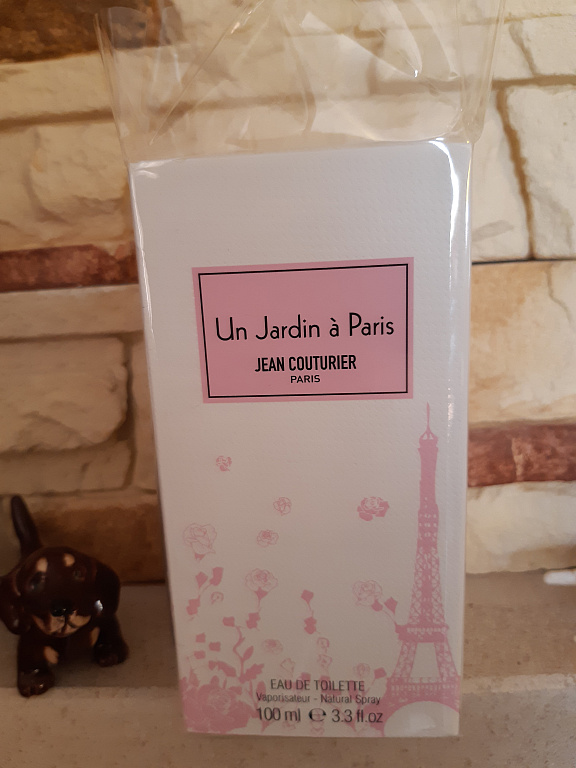 Un Jardin à Paris
JEAN COUTURIER
PARIS
EAU DE TOILETTE
Vaporisateur - Natural Spray
100 ml ℮ 3.3 fl.oz